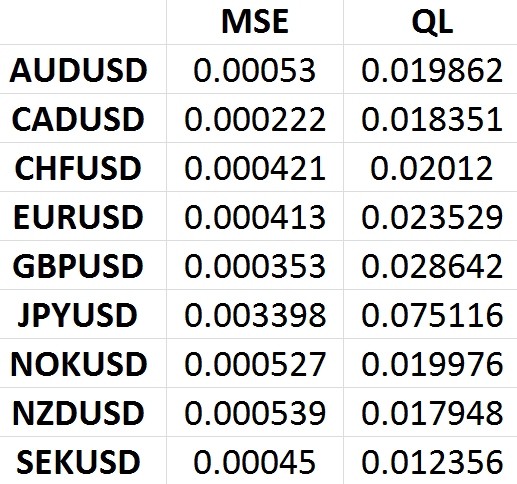 MSE QL
AUDUSD 0.00053 0.019862
CADUSD 0.000222 0.018351
CHFUSD 0.000421 0.02012
EURUSD 0.000413 0.023529
GBPUSD 0.000353 0.028642
JPYUSD 0.003398 0.075116
NOKUSD 0.000527 0.019976
NZDUSD 0.000539 0.017948
SEKUSD 0.00045 0.012356